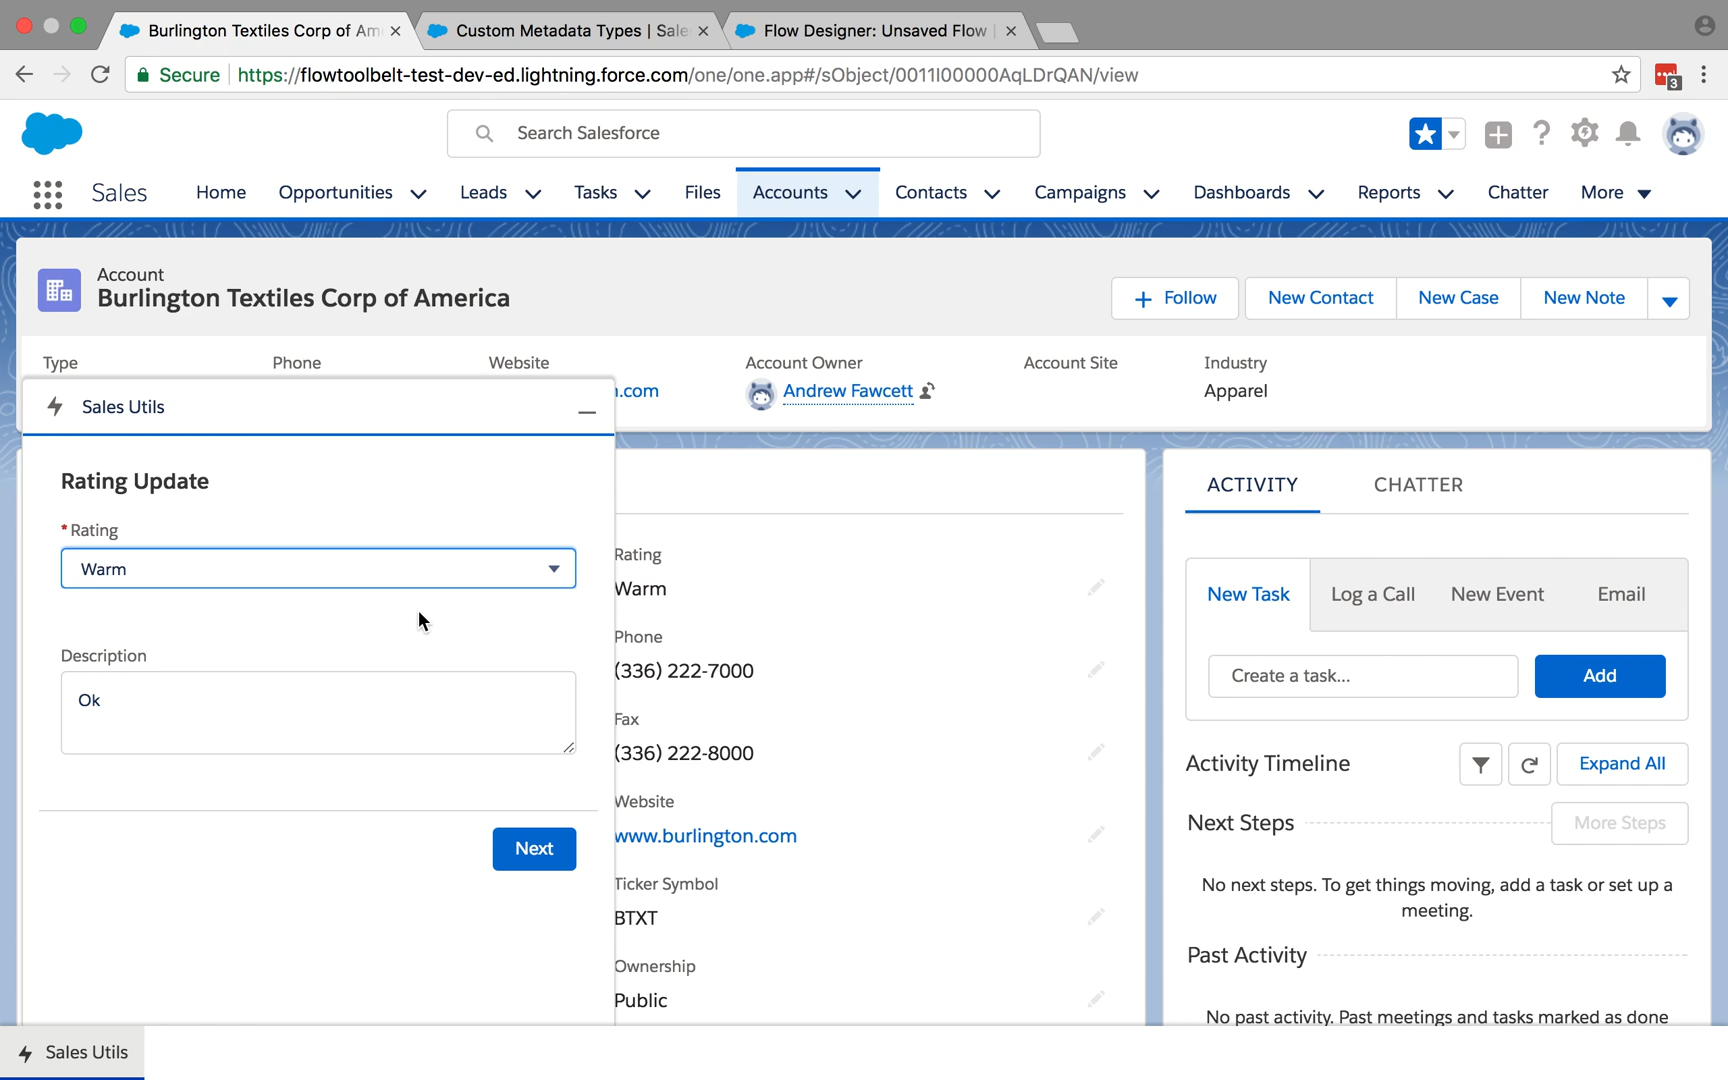 Burlington Textiles Corp of Am
Custom Metadata Types | Sale
Flow Designer: Unsaved Flow
Secure
https://flowtoolbelt-test-dev-ed.lightning.force.com/one/one.app#/sObject/0011I00000AqLDrQAN/view
3
Search Salesforce
Sales
Home
Opportunities
Leads
Tasks
Files
Accounts
Contacts
Campaigns
Dashboards
Reports
Chatter
More
Account
Burlington Textiles Corp of America
Follow
New Contact
New Case
New Note
Type
Phone
Website
Account Owner
Account Site
Industry
.com
Andrew Fawcett
Apparel
Sales Utils
Rating Update
* Rating
Warm
Description
Ok
Next
Rating
Warm
Phone
(336) 222-7000
Fax
(336) 222-8000
Website
www.burlington.com
Ticker Symbol
BTXT
Ownership
Public
ACTIVITY
CHATTER
New Task
Log a Call
New Event
Email
Create a task...
Add
Activity Timeline
Expand All
Next Steps
More Steps
No next steps. To get things moving, add a task or set up a
meeting.
Past Activity
No past activity. Past meetings and tasks marked as done
Sales Utils